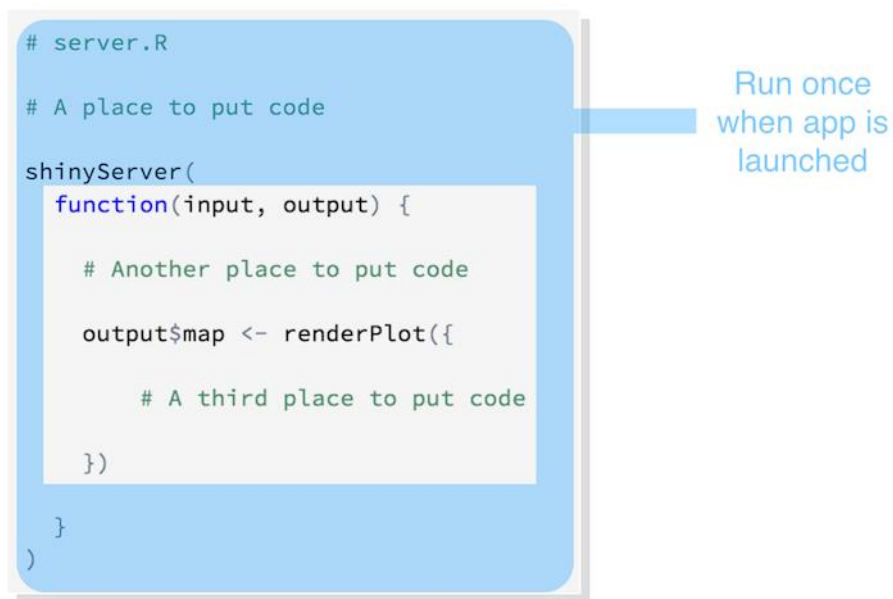 # server.R
# A place to put code
shinyServer(
function(input, output) {
# Another place to put code
output$map <- renderPlot({
# A third place to put code
})
}
)
Run once
when app is
launched